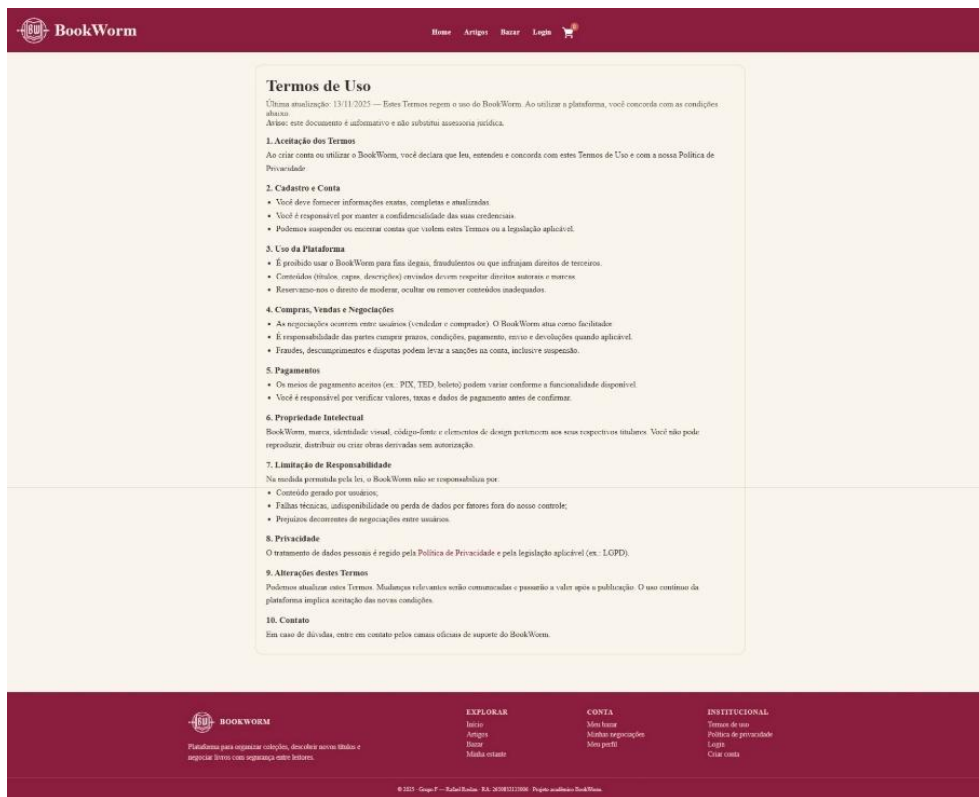 BW BookWorm
Home Artigos Bazar Login 0
Termos de Uso
Última atualização: 13/11/2025 — Estes Termos regem o uso do BookWorm. Ao utilizar a plataforma, você concorda com as condições
abaixo.
Aviso: este documento é informativo e não substitui assessoria jurídica.
1. Aceitação dos Termos
Ao criar conta ou utilizar o BookWorm, você declara que leu, entendeu e concorda com estes Termos de Uso e com a nossa Política de
Privacidade.
2. Cadastro e Conta
• Você deve fornecer informações exatas, completas e atualizadas.
• Você é responsável por manter a confidencialidade das suas credenciais.
• Podemos suspender ou encerrar contas que violem estes Termos ou a legislação aplicável.
3. Uso da Plataforma
• É proibido usar o BookWorm para fins ilegais, fraudulentos ou que infrinjam direitos de terceiros.
• Conteúdos (títulos, capas, descrições) enviados devem respeitar direitos autorais e marcas.
• Reservamo-nos o direito de moderar, ocultar ou remover conteúdos inadequados.
4. Compras, Vendas e Negociações
• As negociações ocorrem entre usuários (vendedor e comprador). O BookWorm atua como facilitador.
• É responsabilidade das partes cumprir prazos, condições, pagamento, envio e devoluções quando aplicável.
• Fraudes, descumprimentos e disputas podem levar a sanções na conta, inclusive suspensão.
5. Pagamentos
• Os meios de pagamento aceitos (ex.: PIX, TED, boleto) podem variar conforme a funcionalidade disponível.
• Você é responsável por verificar valores, taxas e dados de pagamento antes de confirmar.
6. Propriedade Intelectual
BookWorm, marca, identidade visual, código-fonte e elementos de design pertencem aos seus respectivos titulares. Você não pode
reproduzir, distribuir ou criar obras derivadas sem autorização.
7. Limitação de Responsabilidade
Na medida permitida pela lei, o BookWorm não se responsabiliza por:
• Conteúdo gerado por usuários;
• Falhas técnicas, indisponibilidade ou perda de dados por fatores fora do nosso controle;
• Prejuízos decorrentes de negociações entre usuários.
8. Privacidade
O tratamento de dados pessoais é regido pela Política de Privacidade e pela legislação aplicável (ex.: LGPD).
9. Alterações destes Termos
Podemos atualizar estes Termos. Mudanças relevantes serão comunicadas e passarão a valer após a publicação. O uso contínuo da
plataforma implica aceitação das novas condições.
10. Contato
Em caso de dúvidas, entre em contato pelos canais oficiais de suporte do BookWorm.
BW BOOKWORM
Plataforma para organizar coleções, descobrir novos títulos e
negociar livros com segurança entre leitores.
EXPLORAR
Início
Artigos
Bazar
Minha estante
CONTA
Meu bazar
Minhas negociações
Meu perfil
INSTITUCIONAL
Termos de uso
Política de privacidade
Login
Criar conta
© 2025 · Grupo F — Rafael · RA: · Projeto acadêmico BookWorm